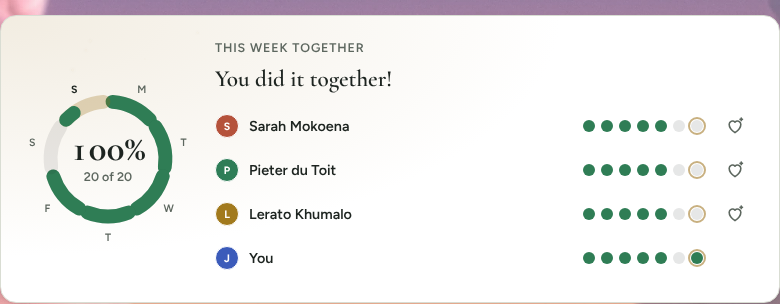 THIS WEEK TOGETHER
You did it together!
S
M
S
T
100%
20 of 20
F
W
T
S
Sarah Mokoena
P
Pieter du Toit
L
Lerato Khumalo
J
You